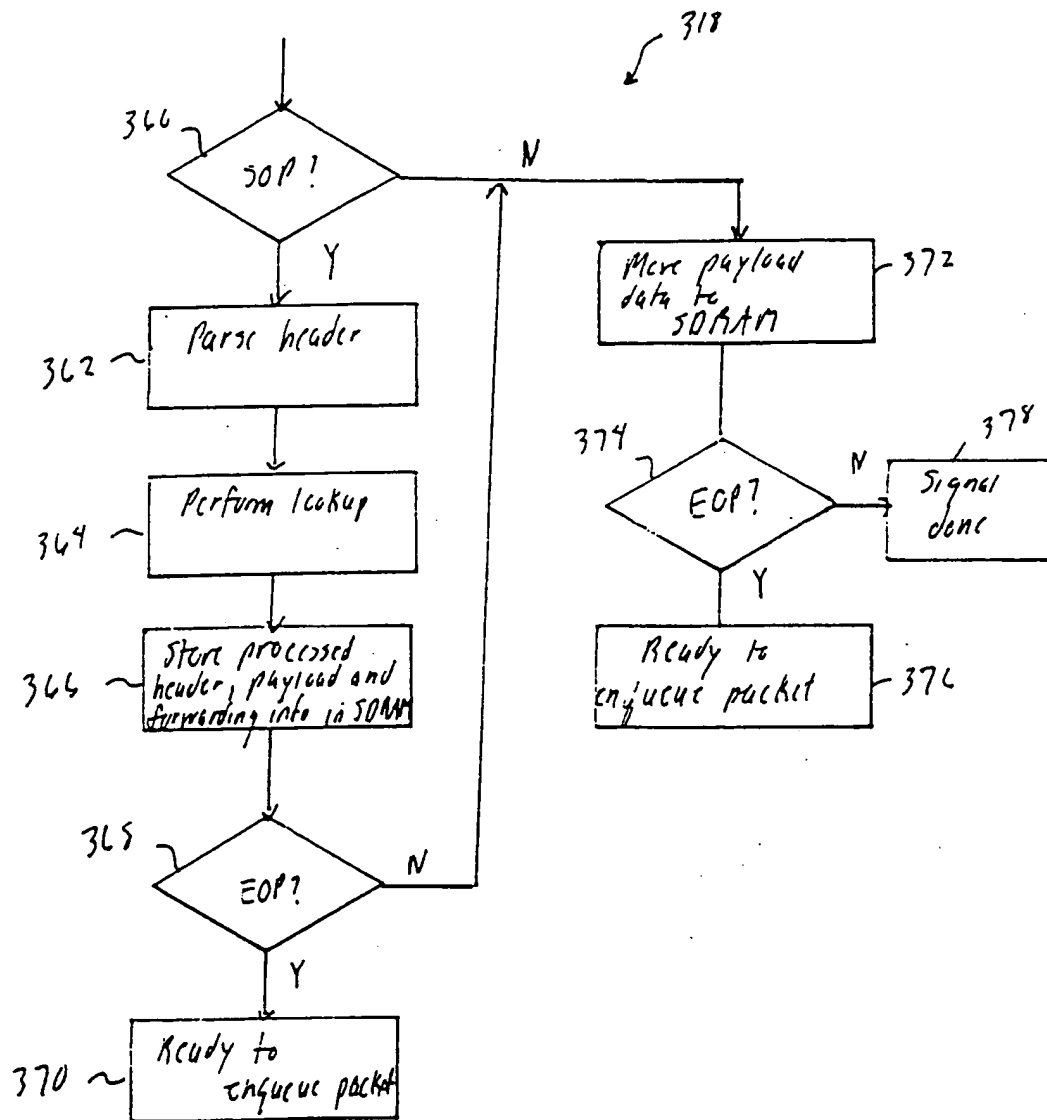 318
366
SOP?
N
Y
Move payload
data to
SDRAM
372
Parse header
362
374
EOP?
N
378
Signal
done
Perform lookup
364
Y
Store processed
header, payload and
forwarding info in SDRAM
366
Ready to
enqueue packet
376
368
EOP?
N
Y
Ready to
enqueue packet
370